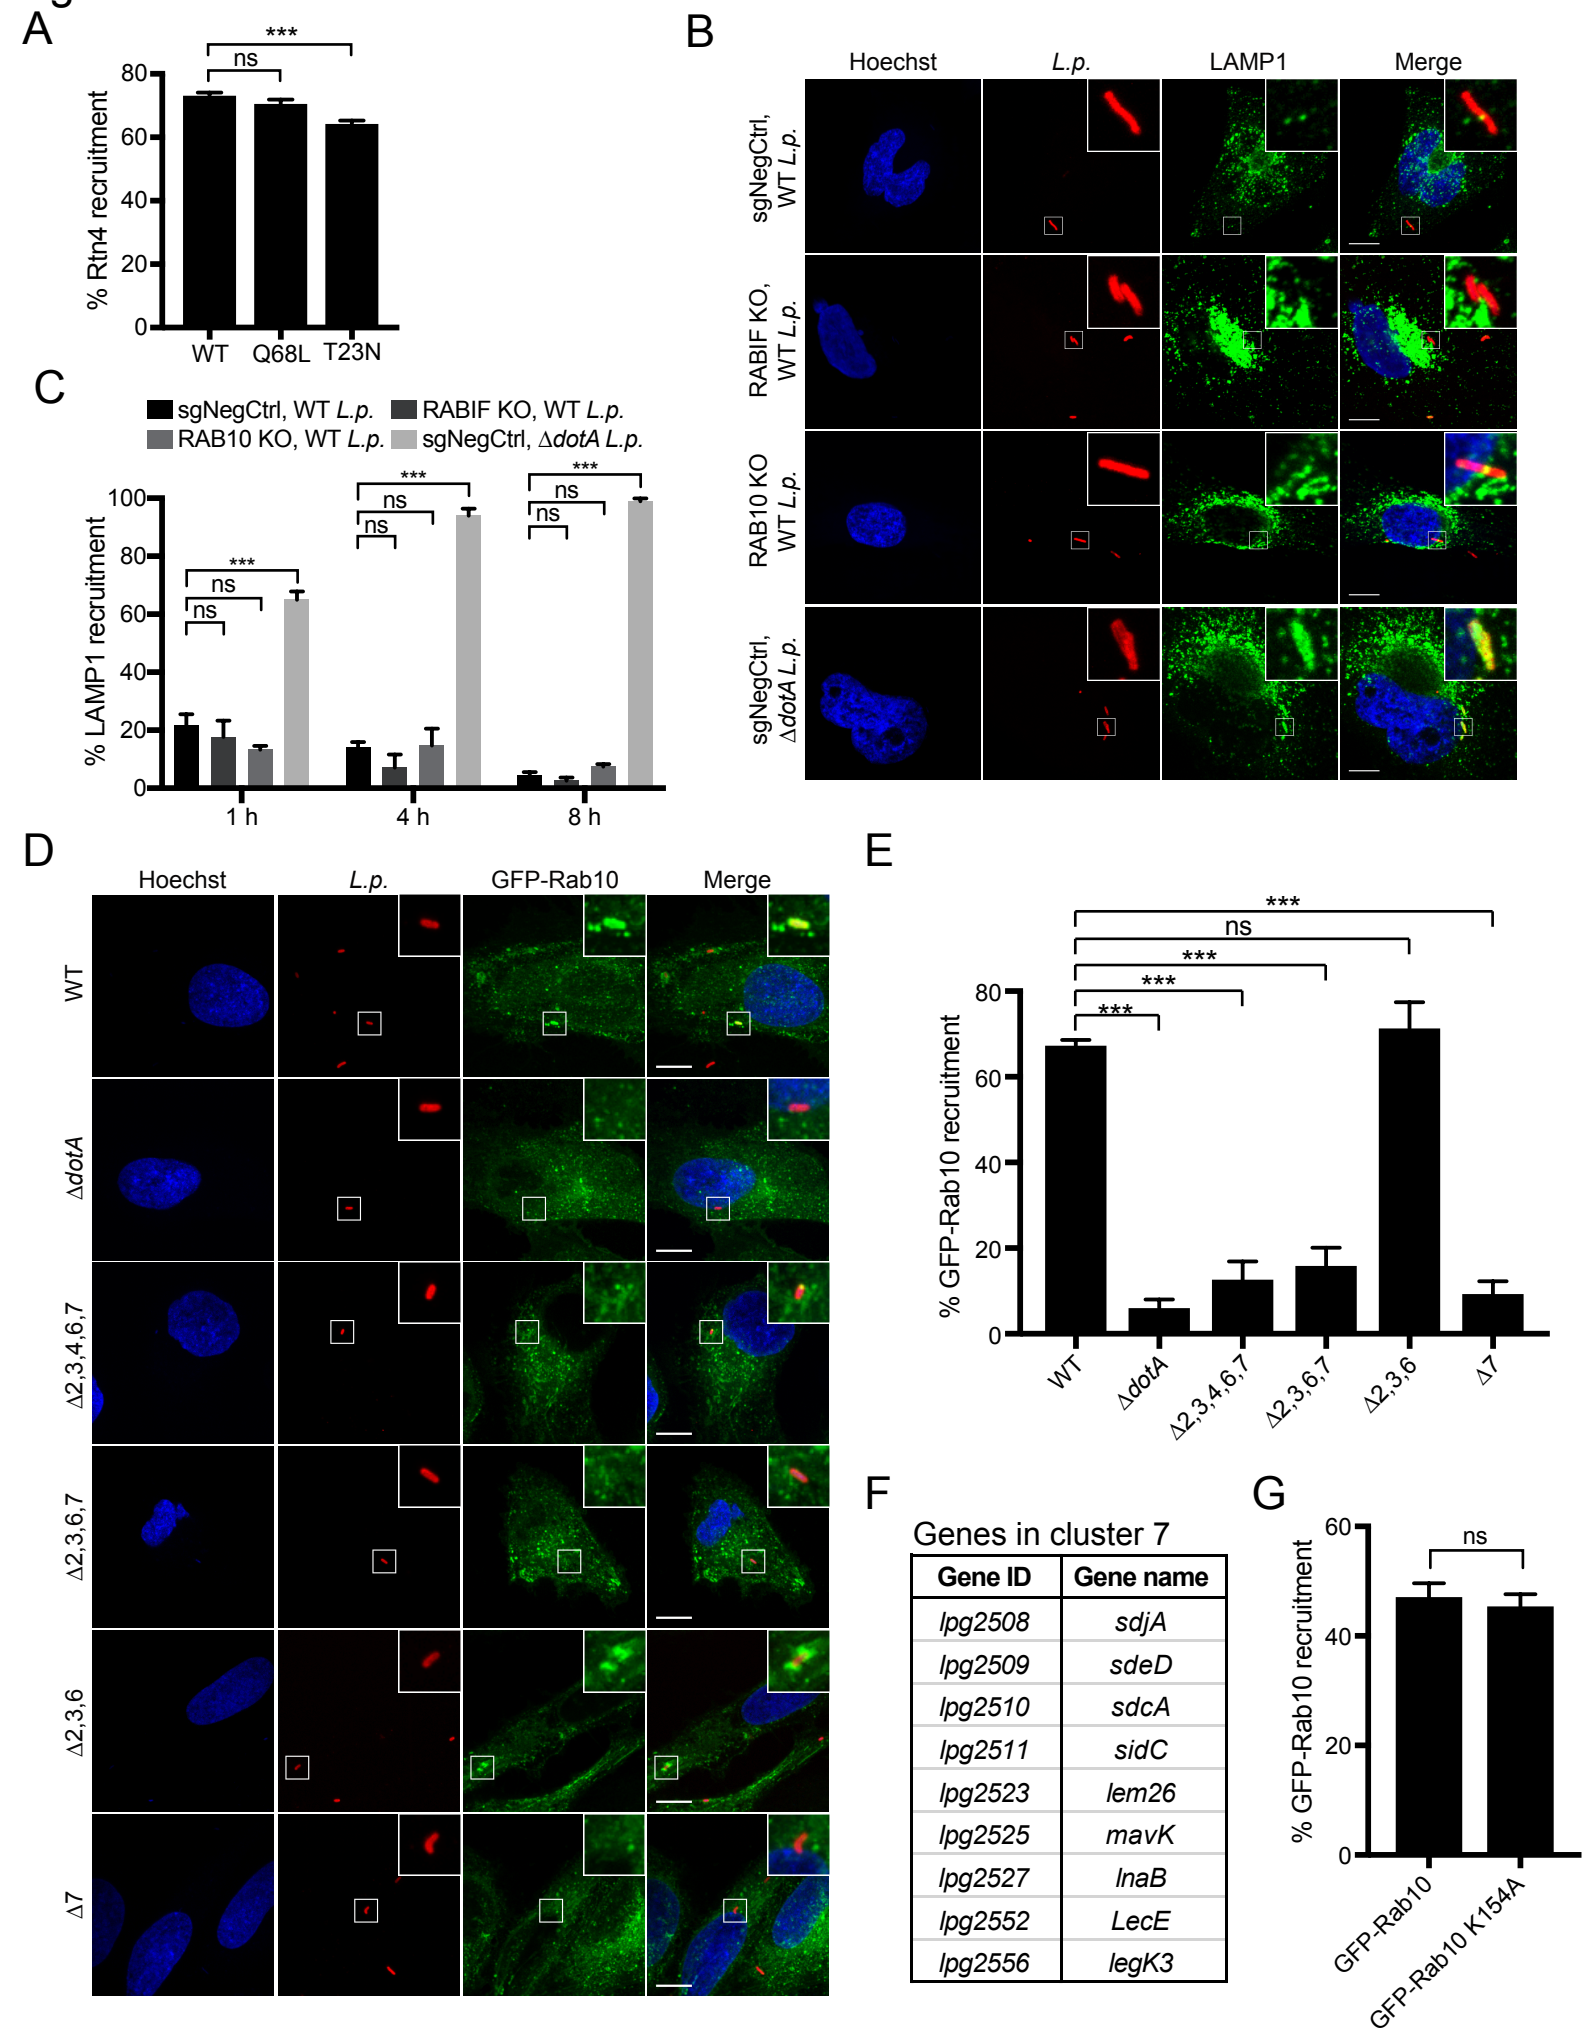 A
***
ns
80
60
40
20
0
% Rtn4 recruitment
WT Q68L T23N
B
Hoechst L.p. LAMP1 Merge
sgNegCtrl,
WT L.p.
RABIF KO,
WT L.p.
RAB10 KO
WT L.p.
sgNegCtrl,
ΔdotA L.p.
C
sgNegCtrl, WT L.p. RABIF KO, WT L.p.
RAB10 KO, WT L.p. sgNegCtrl, ΔdotA L.p.
% LAMP1 recruitment
100
80
60
40
20
0
***
ns
ns
***
ns
ns
***
ns
ns
1 h 4 h 8 h
D
Hoechst L.p. GFP-Rab10 Merge
WT
ΔdotA
Δ2,3,4,6,7
Δ2,3,6,7
Δ2,3,6
Δ7
E
***
ns
***
***
***
80
60
40
20
0
% GFP-Rab10 recruitment
WT
ΔdotA
Δ2,3,4,6,7
Δ2,3,6,7
Δ2,3,6
Δ7
F
Genes in cluster 7
Gene ID Gene name
lpg2508 sdjA
lpg2509 sdeD
lpg2510 sdcA
lpg2511 sidC
lpg2523 lem26
lpg2525 mavK
lpg2527 lnaB
lpg2552 LecE
lpg2556 legK3
G
60
40
20
0
ns
% GFP-Rab10 recruitment
GFP-Rab10
GFP-Rab10 K154A